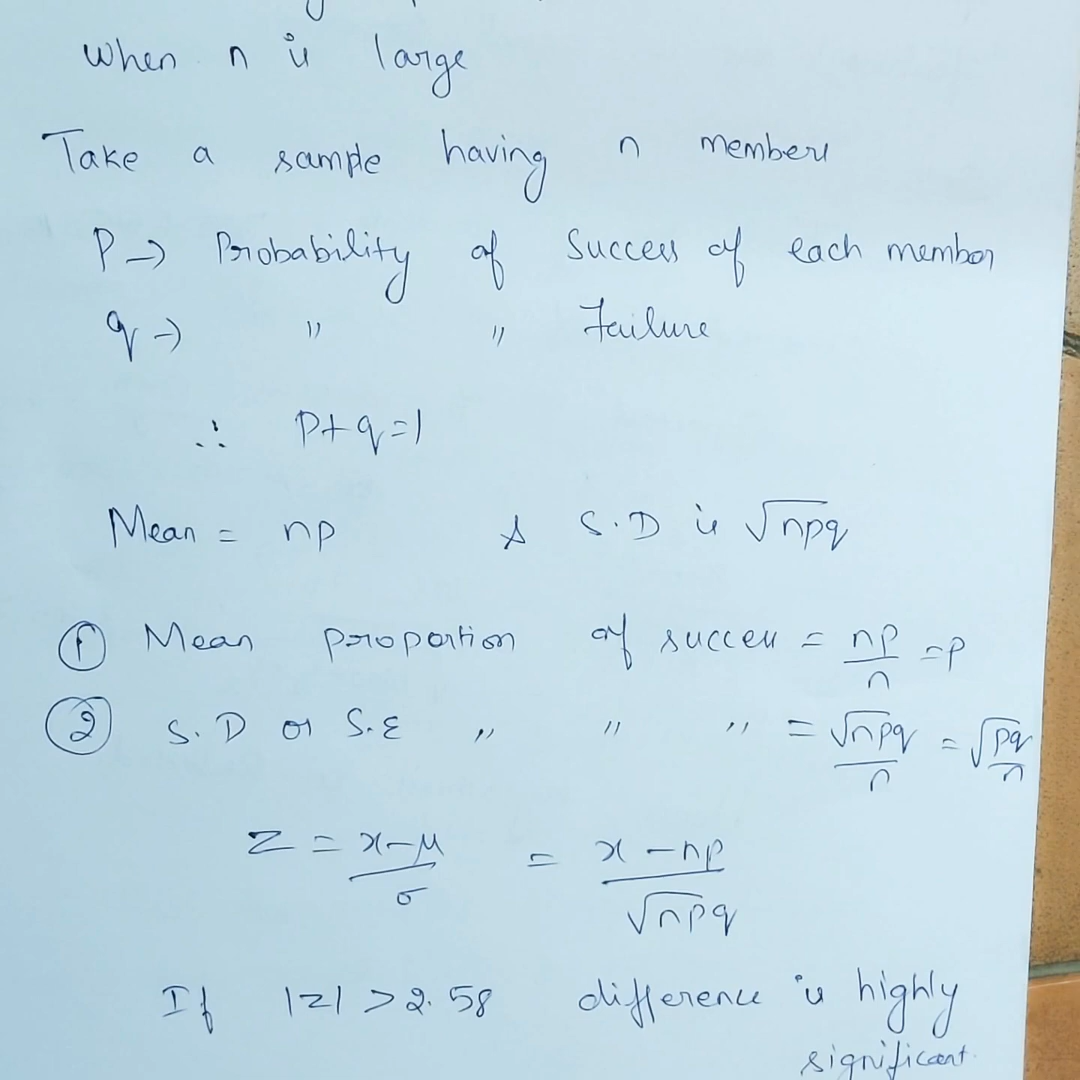 When n is large
Take a sample having n members
P → Probability of Success of each member
q → " " Failure
∴ P+q=1
Mean = np & S.D is √npq
① Mean proportion of success = np/n = p
② S.D or S.E " " " = √npq/n = √pq/n
Z = x-μ/σ = x-np/√npq
If |z| > 2.58 difference is highly
significant.